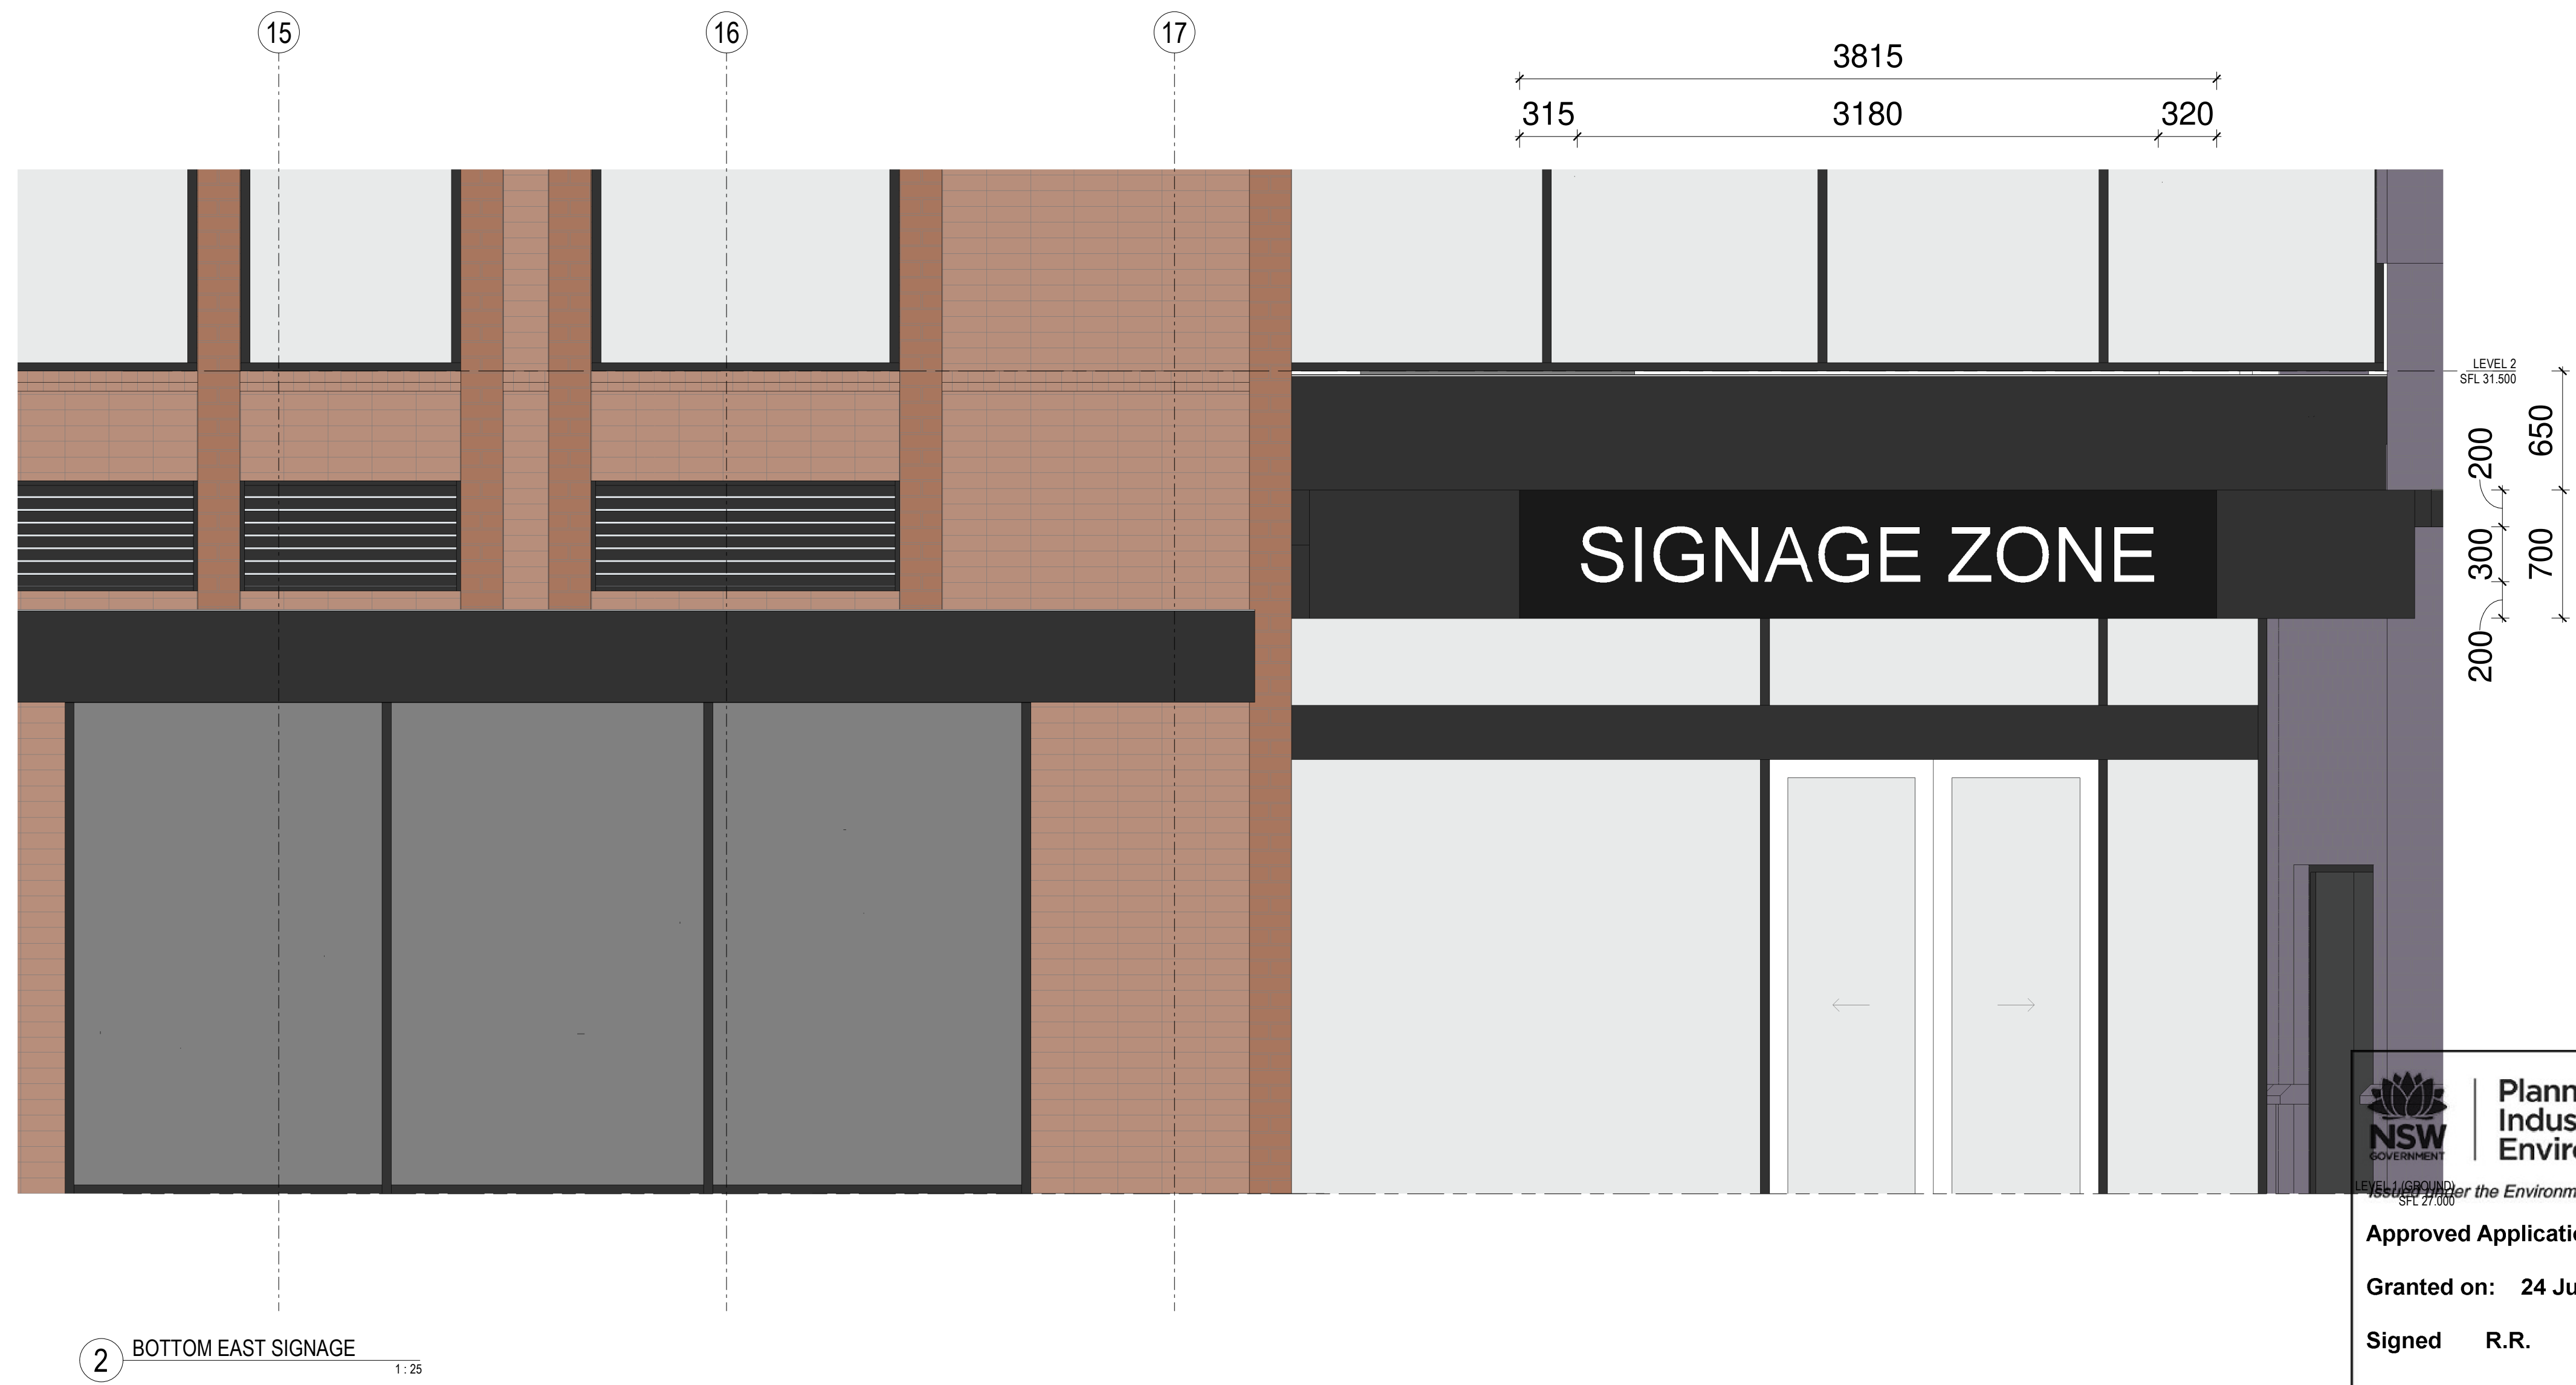 15
16
17
3815
315
3180
320
LEVEL 2
SFL 31.500
200
650
SIGNAGE ZONE
300
700
200
NSW
GOVERNMENT
LEVEL 1 (GROUND)
SFL 27.000
Issued under the Environm
Approved Applicatio
Granted on: 24 Ju
Signed R.R.
2
BOTTOM EAST SIGNAGE
1 : 25
Plann
Indus
Enviro